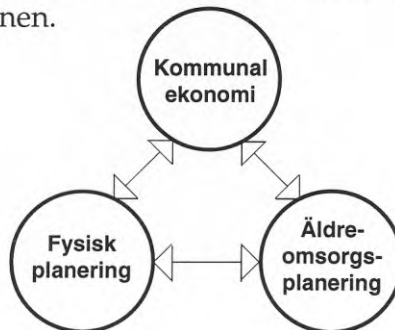 nen.
Kommunal
ekonomi
Fysisk
planering
Äldre-
omsorgs-
planering